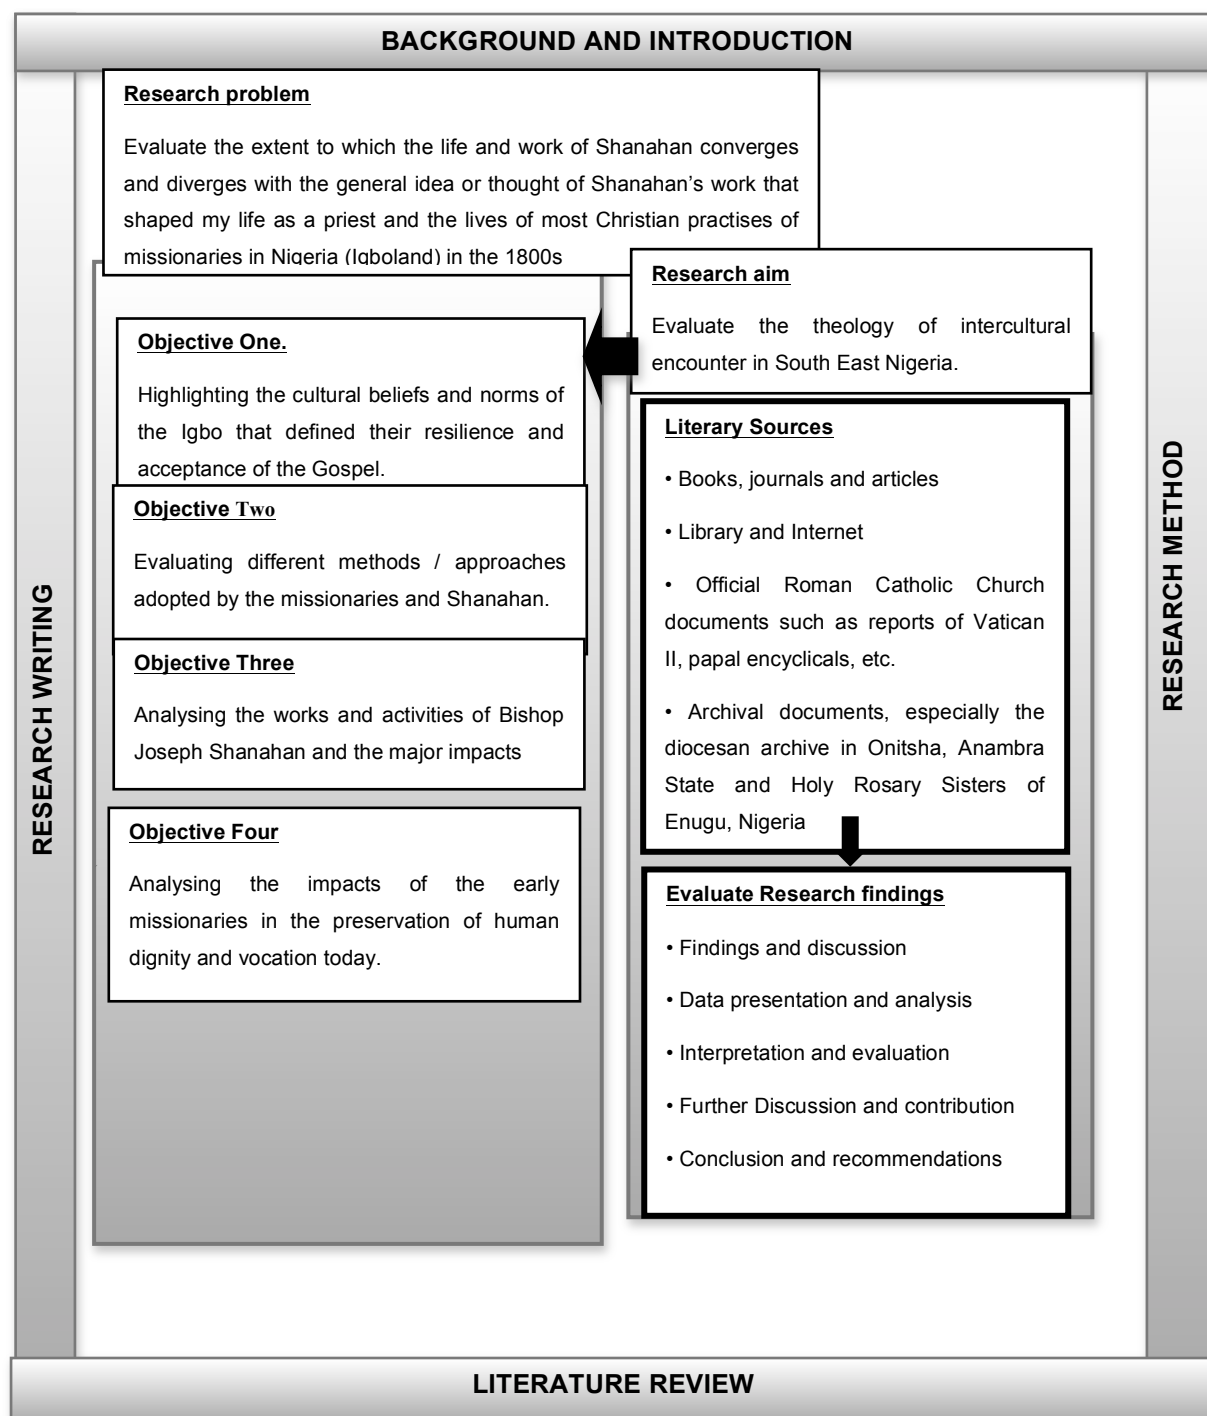 BACKGROUND AND INTRODUCTION
Research problem
Evaluate the extent to which the life and work of Shanahan converges
and diverges with the general idea or thought of Shanahan's work that
shaped my life as a priest and the lives of most Christian practises of
missionaries in Nigeria (Igboland) in the 1800s
Research aim
Evaluate the theology of intercultural
encounter in South East Nigeria.
Objective One.
Highlighting the cultural beliefs and norms of
the Igbo that defined their resilience and
acceptance of the Gospel.
Objective Two
Evaluating different methods / approaches
adopted by the missionaries and Shanahan.
Objective Three
Analysing the works and activities of Bishop
Joseph Shanahan and the major impacts
Objective Four
Analysing the impacts of the early
missionaries in the preservation of human
dignity and vocation today.
Literary Sources
• Books, journals and articles
• Library and Internet
• Official Roman Catholic Church
documents such as reports of Vatican
II, papal encyclicals, etc.
• Archival documents, especially the
diocesan archive in Onitsha, Anambra
State and Holy Rosary Sisters of
Enugu, Nigeria
Evaluate Research findings
• Findings and discussion
• Data presentation and analysis
• Interpretation and evaluation
• Further Discussion and contribution
• Conclusion and recommendations
RESEARCH WRITING
RESEARCH METHOD
LITERATURE REVIEW